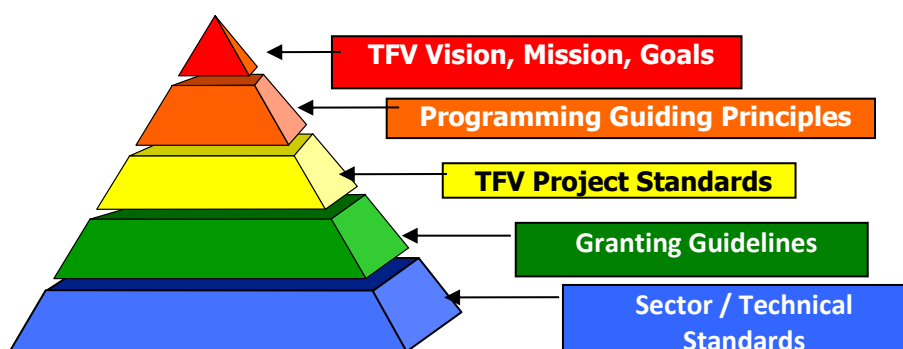 TFV Vision, Mission, Goals
Programming Guiding Principles
TFV Project Standards
Granting Guidelines
Sector / Technical
Standards